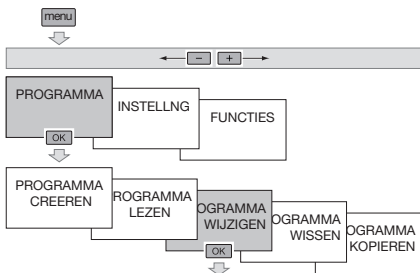 menu
- +
PROGRAMMA
INSTELLNG
FUNCTIES
OK
PROGRAMMA
CREEREN
ROGRAMMA
LEZEN
OGRAMMA
WIJZIGEN
OGRAMMA
WISSEN
OGRAMMA
KOPIEREN
OK